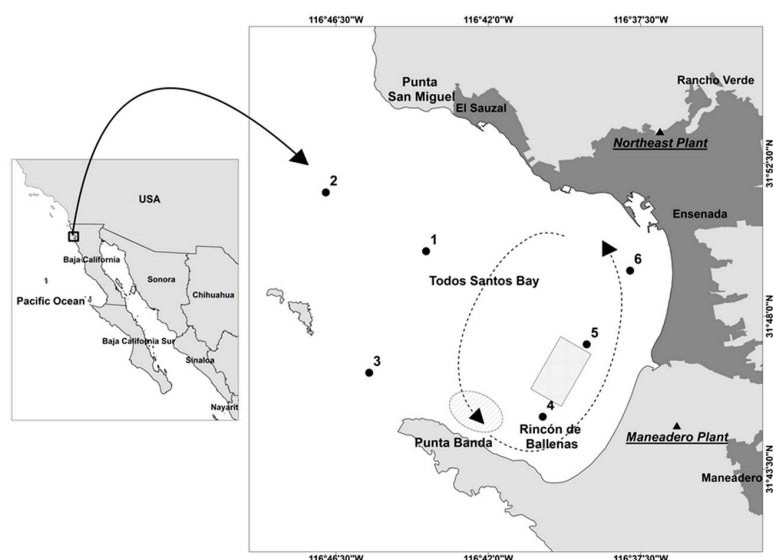 116°46'30"W
116°42'0"W
116°37'30"W
Punta
San Miguel
El Sauzal
Rancho Verde
Northeast Plant
31°52'30"N
2
USA
Ensenada
1
6
Baja California
Todos Santos Bay
Sonora
Pacific Ocean
Chihuahua
31°48'0"N
5
Baja California Sur
3
Sinaloa
4
Nayarit
Rincón de
Ballenas
Punta Banda
Maneadero Plant
31°43'30"N
Maneadero
116°46'30"W
116°42'0"W
116°37'30"W